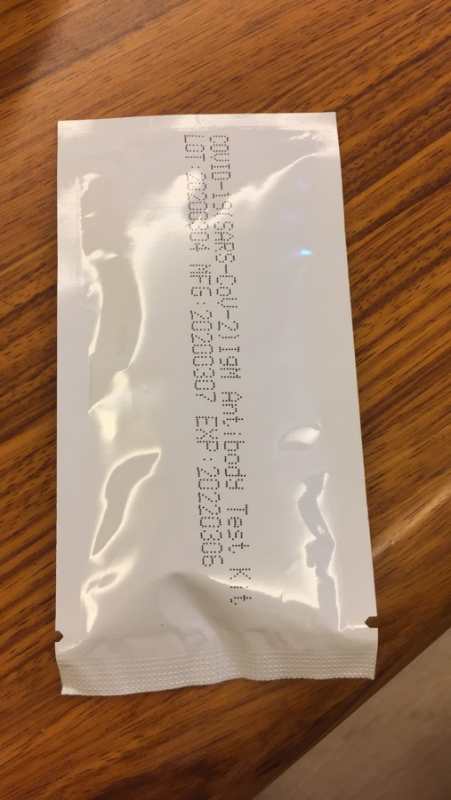 COVID-19(SARS-CoV-2)IgM Antibody Test Kit
LOT:20200304 MFG:20200307 EXP:20220306